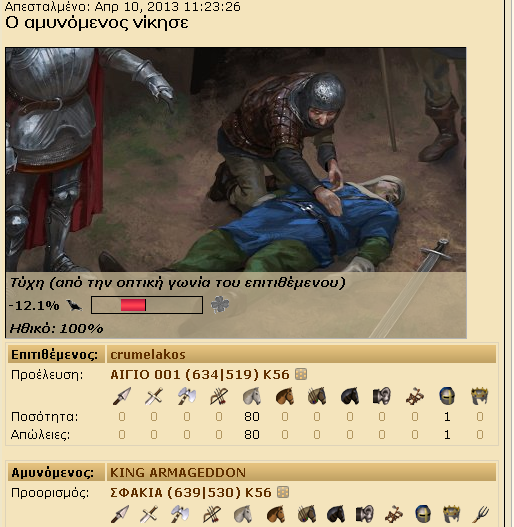 Απεσταλμένο: Απρ 10, 2013 11:23:26
Ο αμυνόμενος νίκησε
Τύχη (από την οπτική γωνία του επιτιθέμενου)
-12.1%
Ηθικό: 100%
Επιτιθέμενος: crumelakos
Προέλευση: ΑΙΓΙΟ 001 (634|519) K56
Ποσότητα: 0 0 0 0 80 0 0 0 0 0 1 0
Απώλειες: 0 0 0 0 80 0 0 0 0 0 1 0
Αμυνόμενος: KING ARMAGEDDON
Προορισμός: ΣΦΑΚΙΑ (639|530) K56